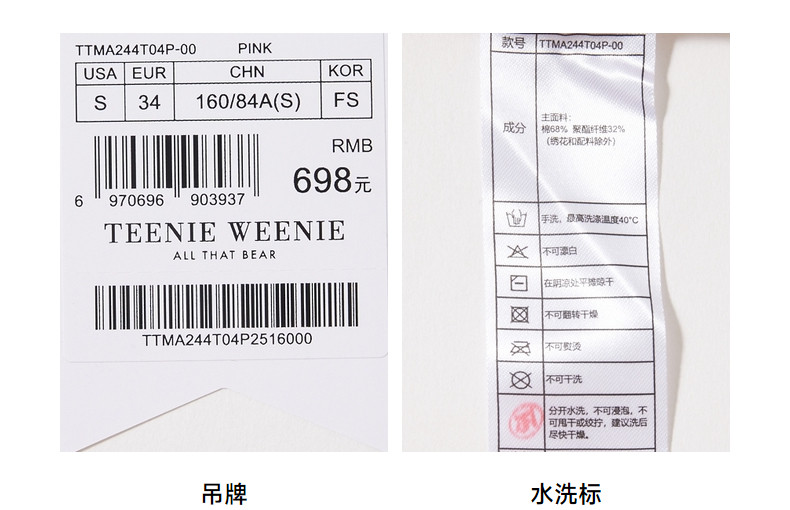 TTMA244T04P-00 PINK
USA EUR CHN KOR
S 34 160/84A(S) FS
RMB
698元
6 970696 903937
TEENIE WEENIE
ALL THAT BEAR
TTMA244T04P2516000
吊牌
款号 TTMA244T04P-00
成分
主面料：
棉68% 聚酯纤维32%
（绣花和配料除外）
手洗，最高洗涤温度40°C
不可漂白
在阴凉处平摊晾干
不可翻转干燥
不可熨烫
不可干洗
分开水洗，不可浸泡，不
可甩干或绞拧，建议洗后
尽快干燥。
水洗标